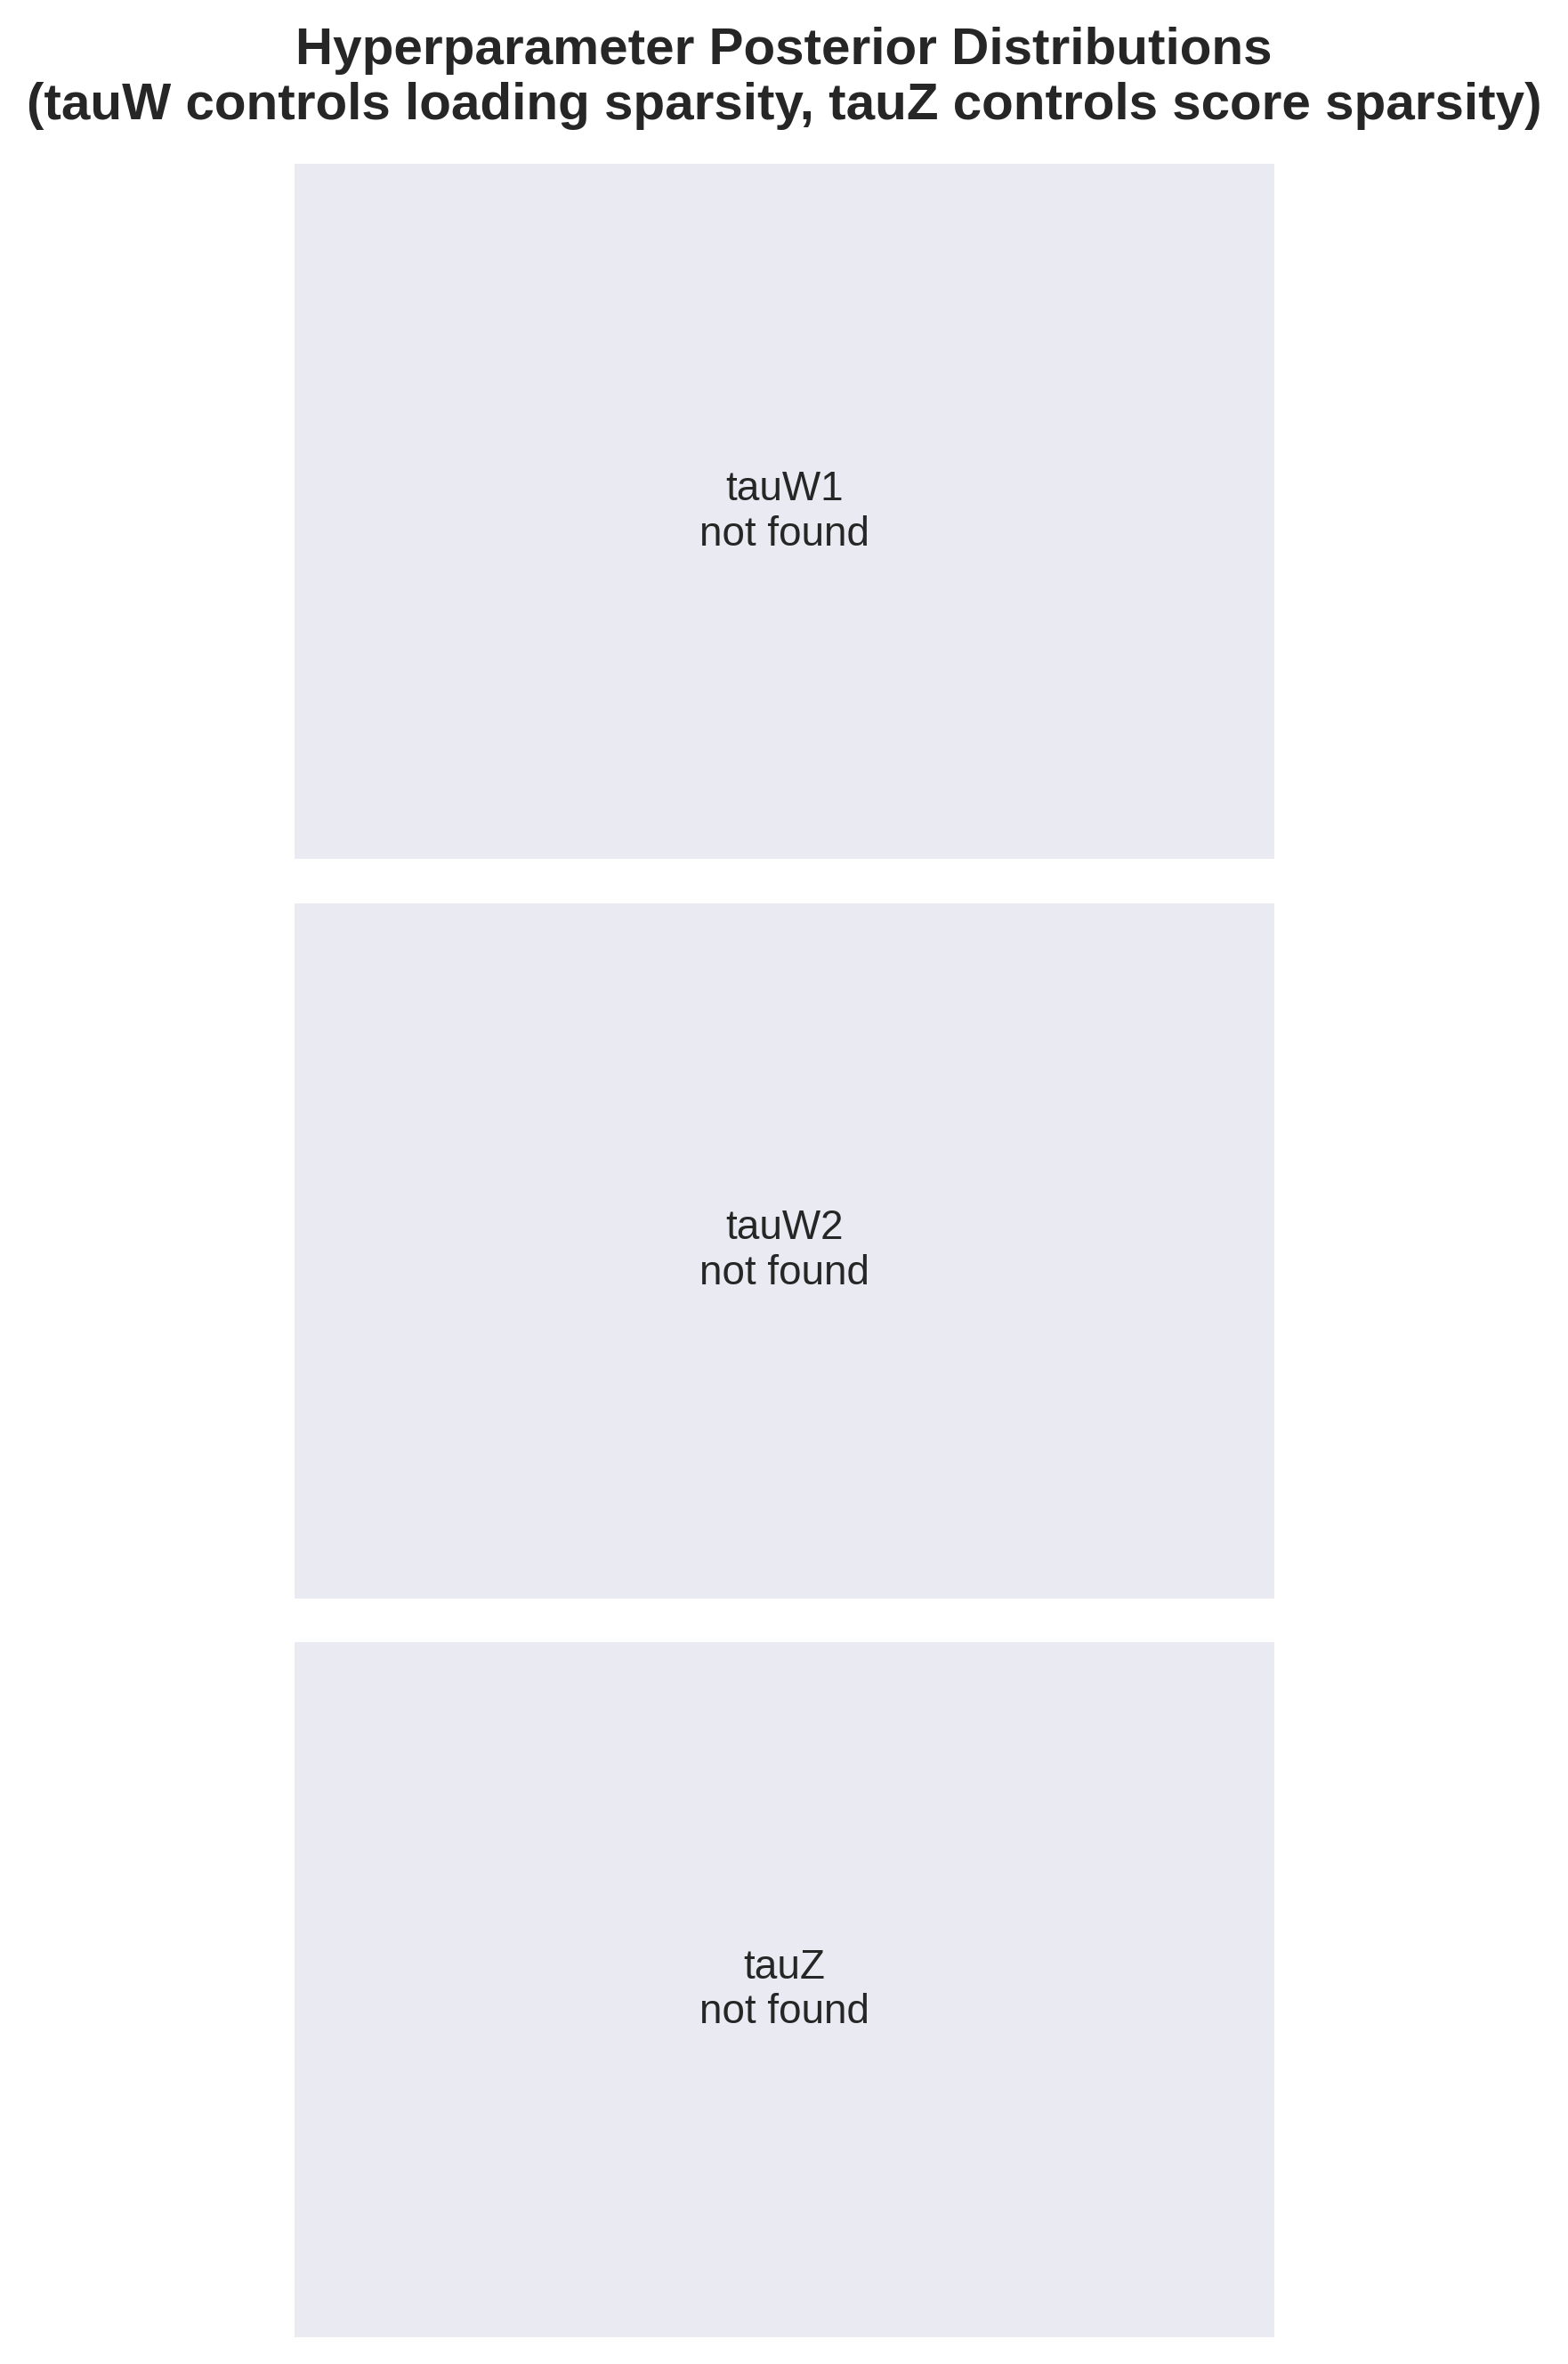 Hyperparameter Posterior Distributions
(tauW controls loading sparsity, tauZ controls score sparsity)
tauW1
not found
tauW2
not found
tauZ
not found